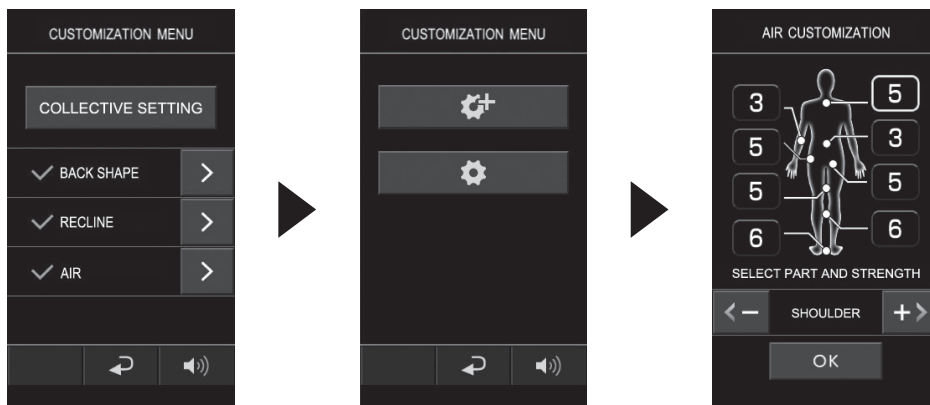 CUSTOMIZATION MENU
COLLECTIVE SETTING
BACK SHAPE
RECLINE
AIR
CUSTOMIZATION MENU
AIR CUSTOMIZATION
3 5
5 3
5 5
6 6
SELECT PART AND STRENGTH
< − SHOULDER + >
OK